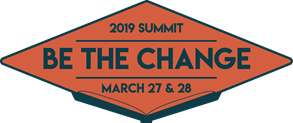 2019 SUMMIT
BE THE CHANGE
MARCH 27 & 28